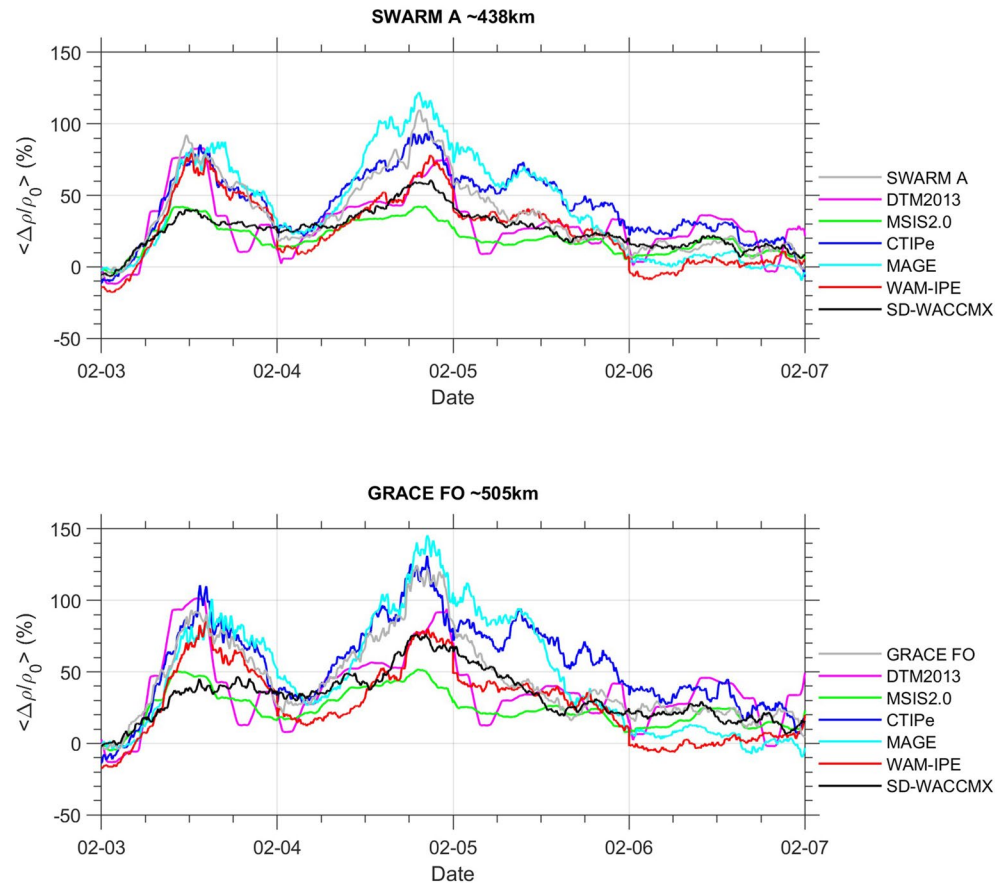 SWARM A ~438km
<Δρ/ρ0> (%)
150
100
50
0
-50
02-03 02-04 02-05 02-06 02-07
Date
SWARM A
DTM2013
MSIS2.0
CTIPe
MAGE
WAM-IPE
SD-WACCMX
GRACE FO ~505km
<Δρ/ρ0> (%)
150
100
50
0
-50
02-03 02-04 02-05 02-06 02-07
Date
GRACE FO
DTM2013
MSIS2.0
CTIPe
MAGE
WAM-IPE
SD-WACCMX